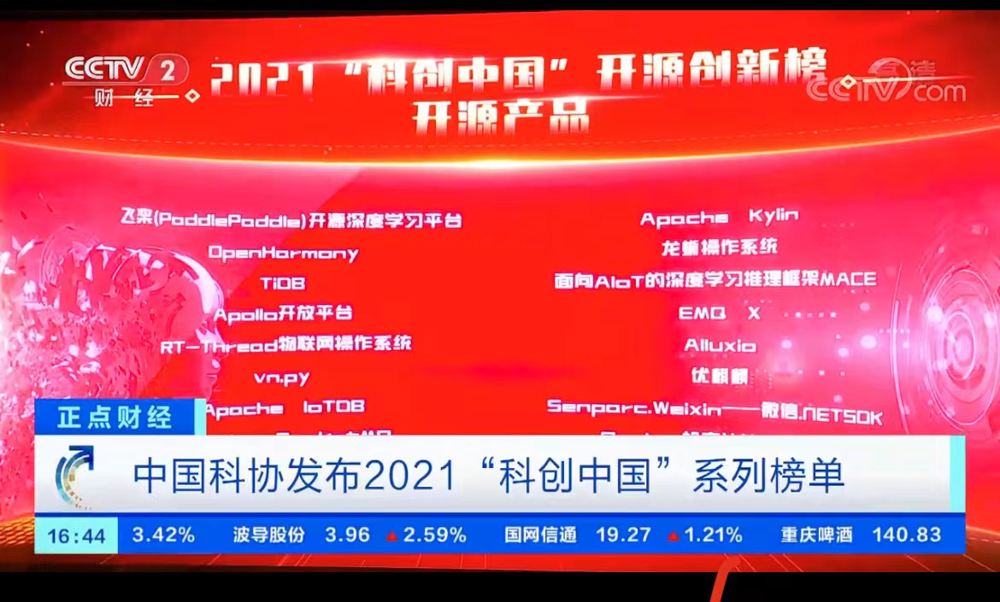 CCTV 2
财经
2021 “科创中国” 开源创新榜
开源产品
高清
CCTV.com
飞桨(PaddlePaddle)开源深度学习平台
Apache Kylin
OpenHarmony
龙蜥操作系统
TiDB
面向AIoT的深度学习推理框架MACE
Apollo开放平台
EMQ X
RT-Thread物联网操作系统
Alluxio
vn.py
优麒麟
Apache IoTDB
Senparc.Weixin——微信.NETSDK
正点财经
中国科协发布2021“科创中国”系列榜单
16:44 3.42% 波导股份 3.96 ▲2.59% 国网信通 19.27 ▲1.21% 重庆啤酒 140.83